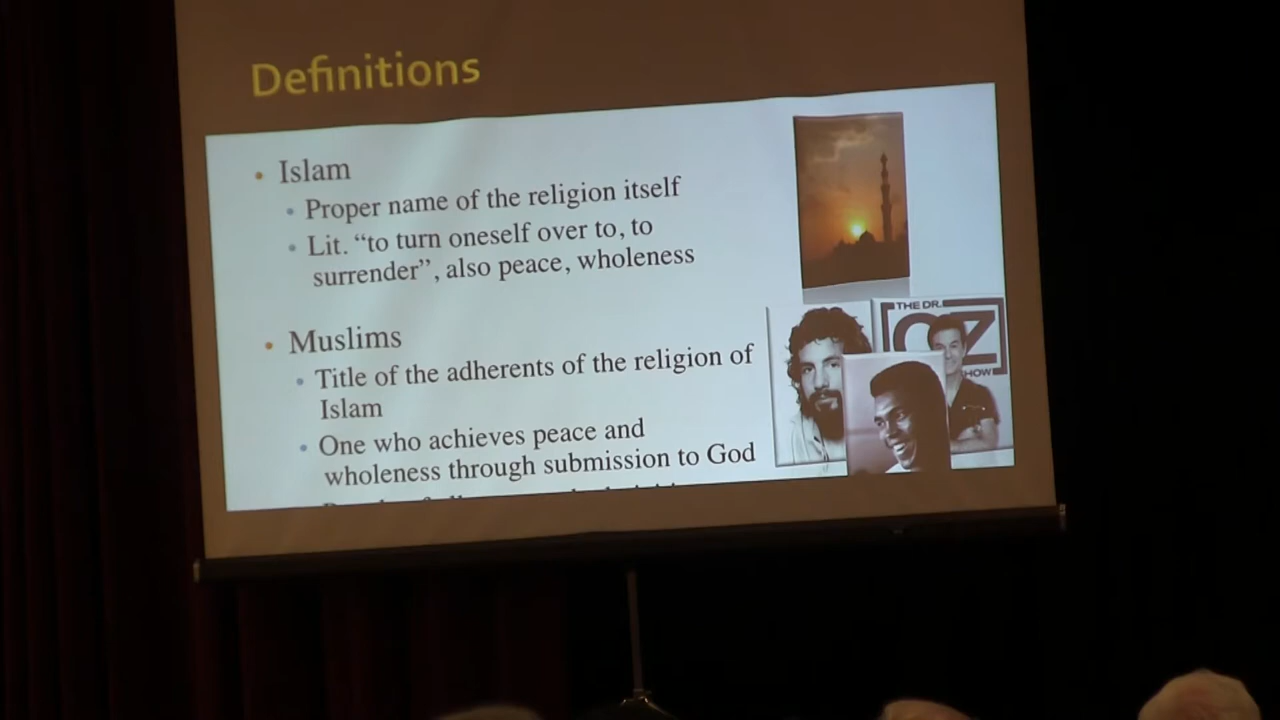 Definitions
• Islam
• Proper name of the religion itself
• Lit. “to turn oneself over to, to
surrender”, also peace, wholeness
• Muslims
• Title of the adherents of the religion of
Islam
• One who achieves peace and
wholeness through submission to God
THE DR.
OZ
SHOW